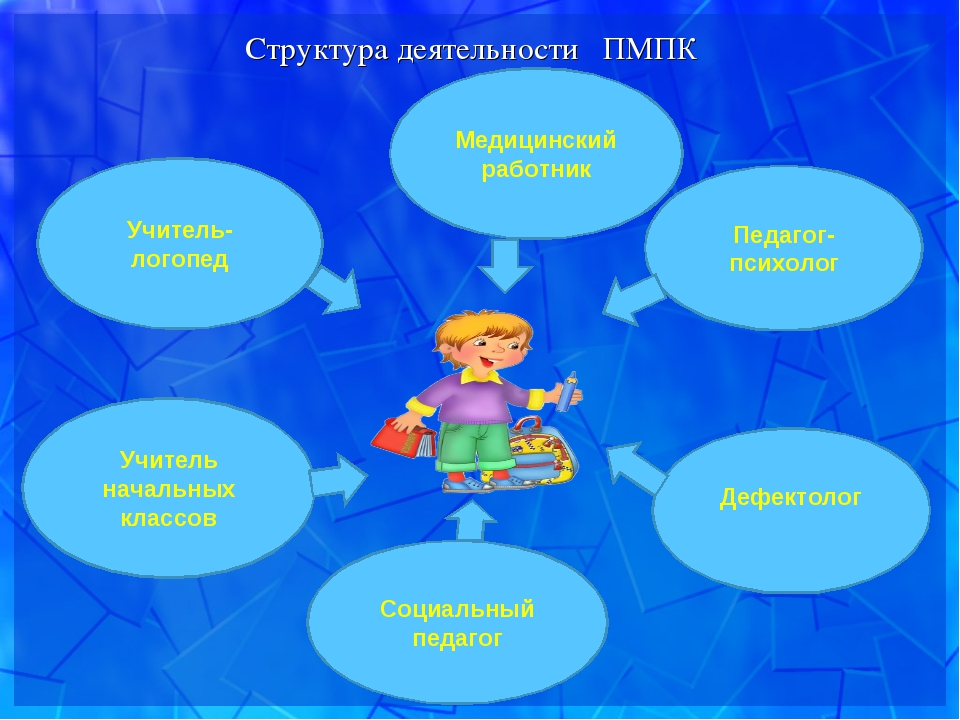 Структура деятельности ПМПК
Медицинский
работник
Учитель-
логопед
Педагог-
психолог
Учитель
начальных
классов
Дефектолог
Социальный
педагог